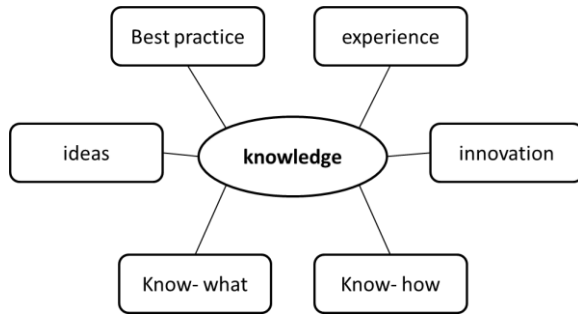 Best practice
experience
ideas
knowledge
innovation
Know- what
Know- how